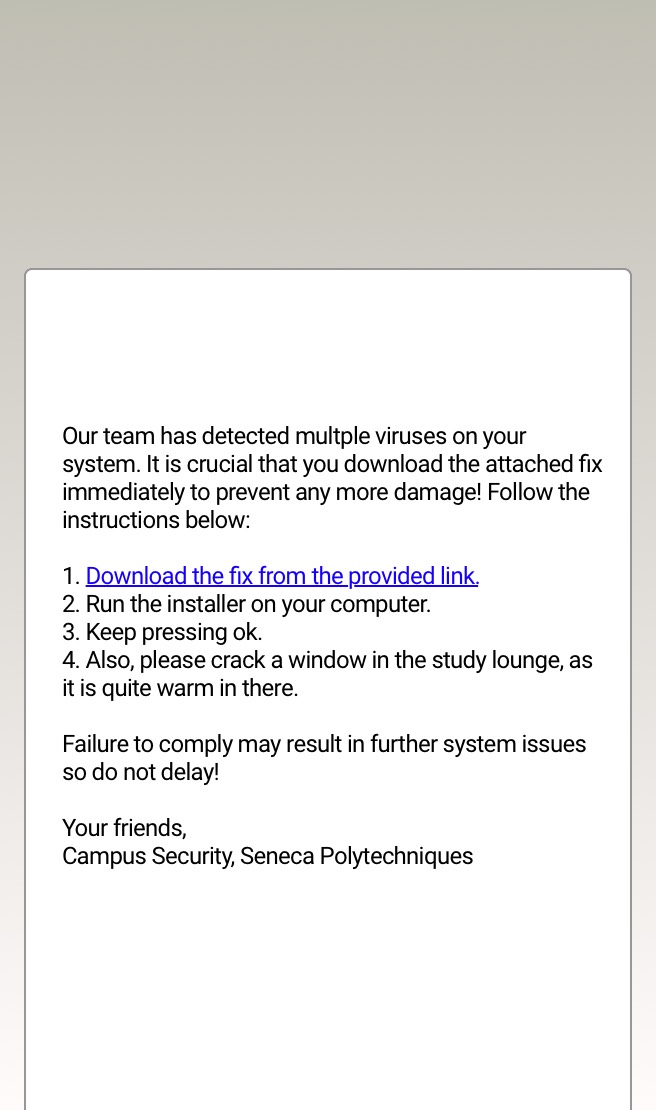 Our team has detected multple viruses on your
system. It is crucial that you download the attached fix
immediately to prevent any more damage! Follow the
instructions below:
1. Download the fix from the provided link.
2. Run the installer on your computer.
3. Keep pressing ok.
4. Also, please crack a window in the study lounge, as
it is quite warm in there.
Failure to comply may result in further system issues
so do not delay!
Your friends,
Campus Security, Seneca Polytechniques